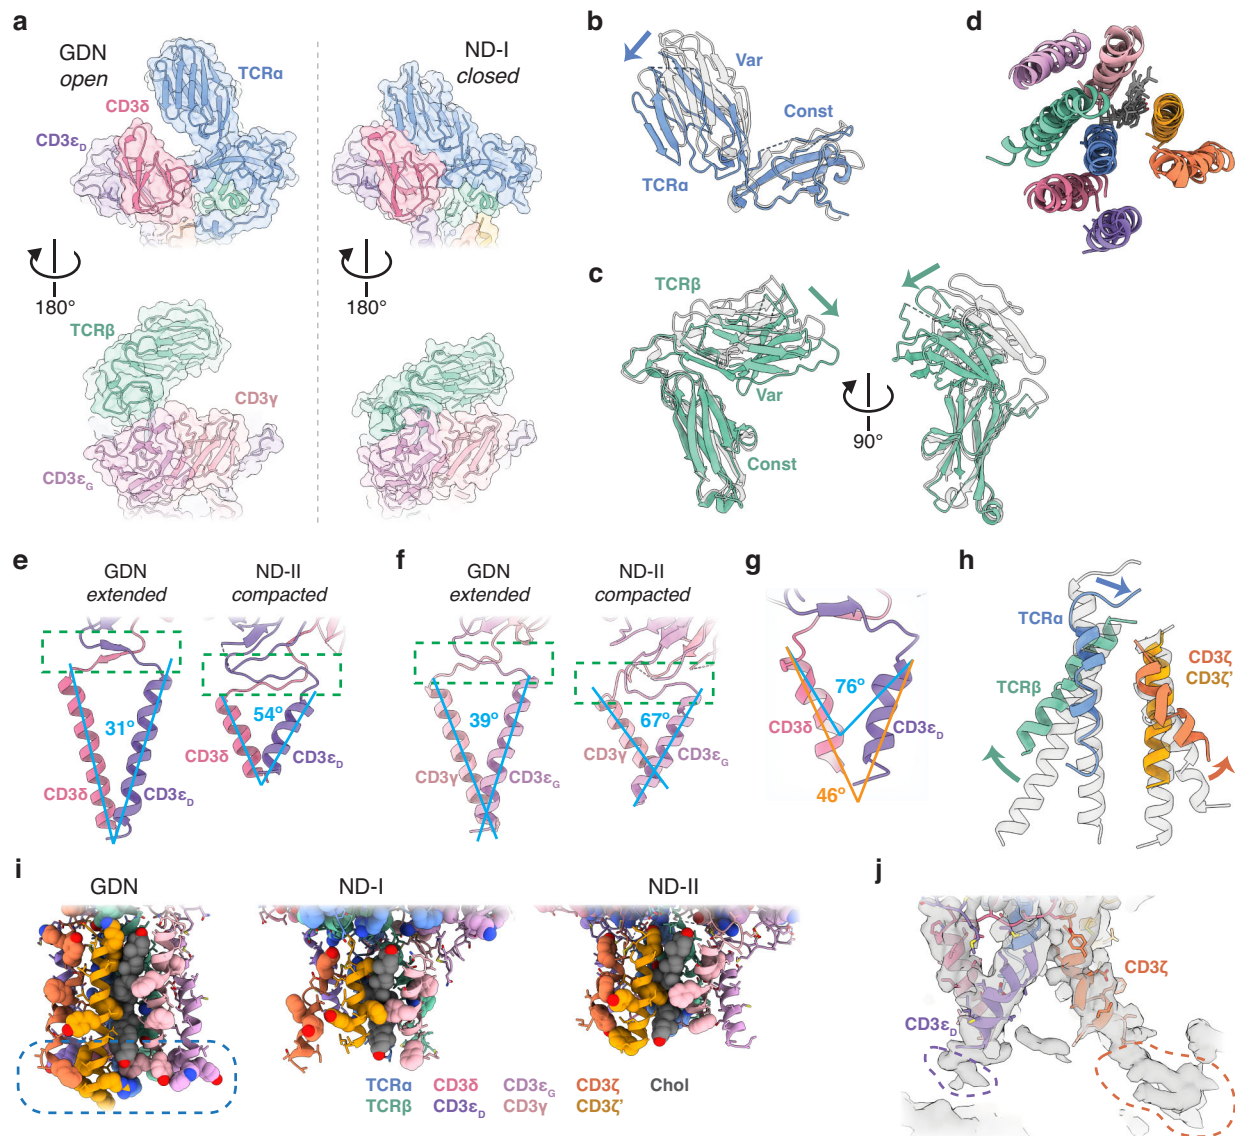 a
GDN
open
ND-I
closed
TCRα
CD3δ
CD3ε_D
180°
180°
TCRβ
CD3γ
CD3ε_G
b
Var
Const
TCRα
c
TCRβ
Var
Const
90°
d
e
GDN
extended
ND-II
compacted
31°
54°
CD3δ
CD3ε_D
CD3δ
CD3ε_D
f
GDN
extended
ND-II
compacted
39°
67°
CD3γ
CD3ε_G
CD3γ
CD3ε_G
g
76°
CD3δ
CD3ε_D
46°
h
TCRα
TCRβ
CD3ζ
CD3ζ'
i
GDN
ND-I
ND-II
TCRα CD3δ CD3ε_G CD3ζ Chol
TCRβ CD3ε_D CD3γ CD3ζ'
j
CD3ζ
CD3ε_D